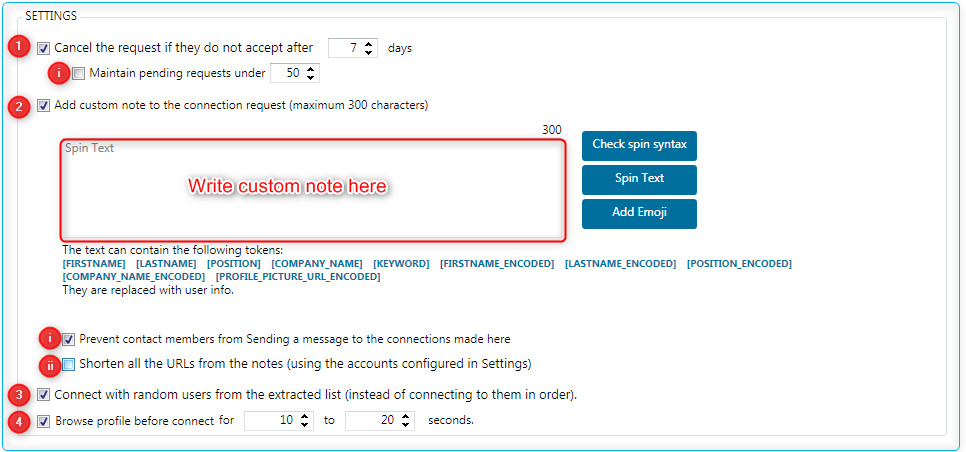 SETTINGS
1 Cancel the request if they do not accept after 7 days
i Maintain pending requests under 50
2 Add custom note to the connection request (maximum 300 characters)
300
Spin Text
Write custom note here
Check spin syntax
Spin Text
Add Emoji
The text can contain the following tokens:
[FIRSTNAME] [LASTNAME] [POSITION] [COMPANY_NAME] [KEYWORD] [FIRSTNAME_ENCODED] [LASTNAME_ENCODED] [POSITION_ENCODED]
[COMPANY_NAME_ENCODED] [PROFILE_PICTURE_URL_ENCODED]
They are replaced with user info.
i Prevent contact members from Sending a message to the connections made here
ii Shorten all the URLs from the notes (using the accounts configured in Settings)
3 Connect with random users from the extracted list (instead of connecting to them in order).
4 Browse profile before connect for 10 to 20 seconds.